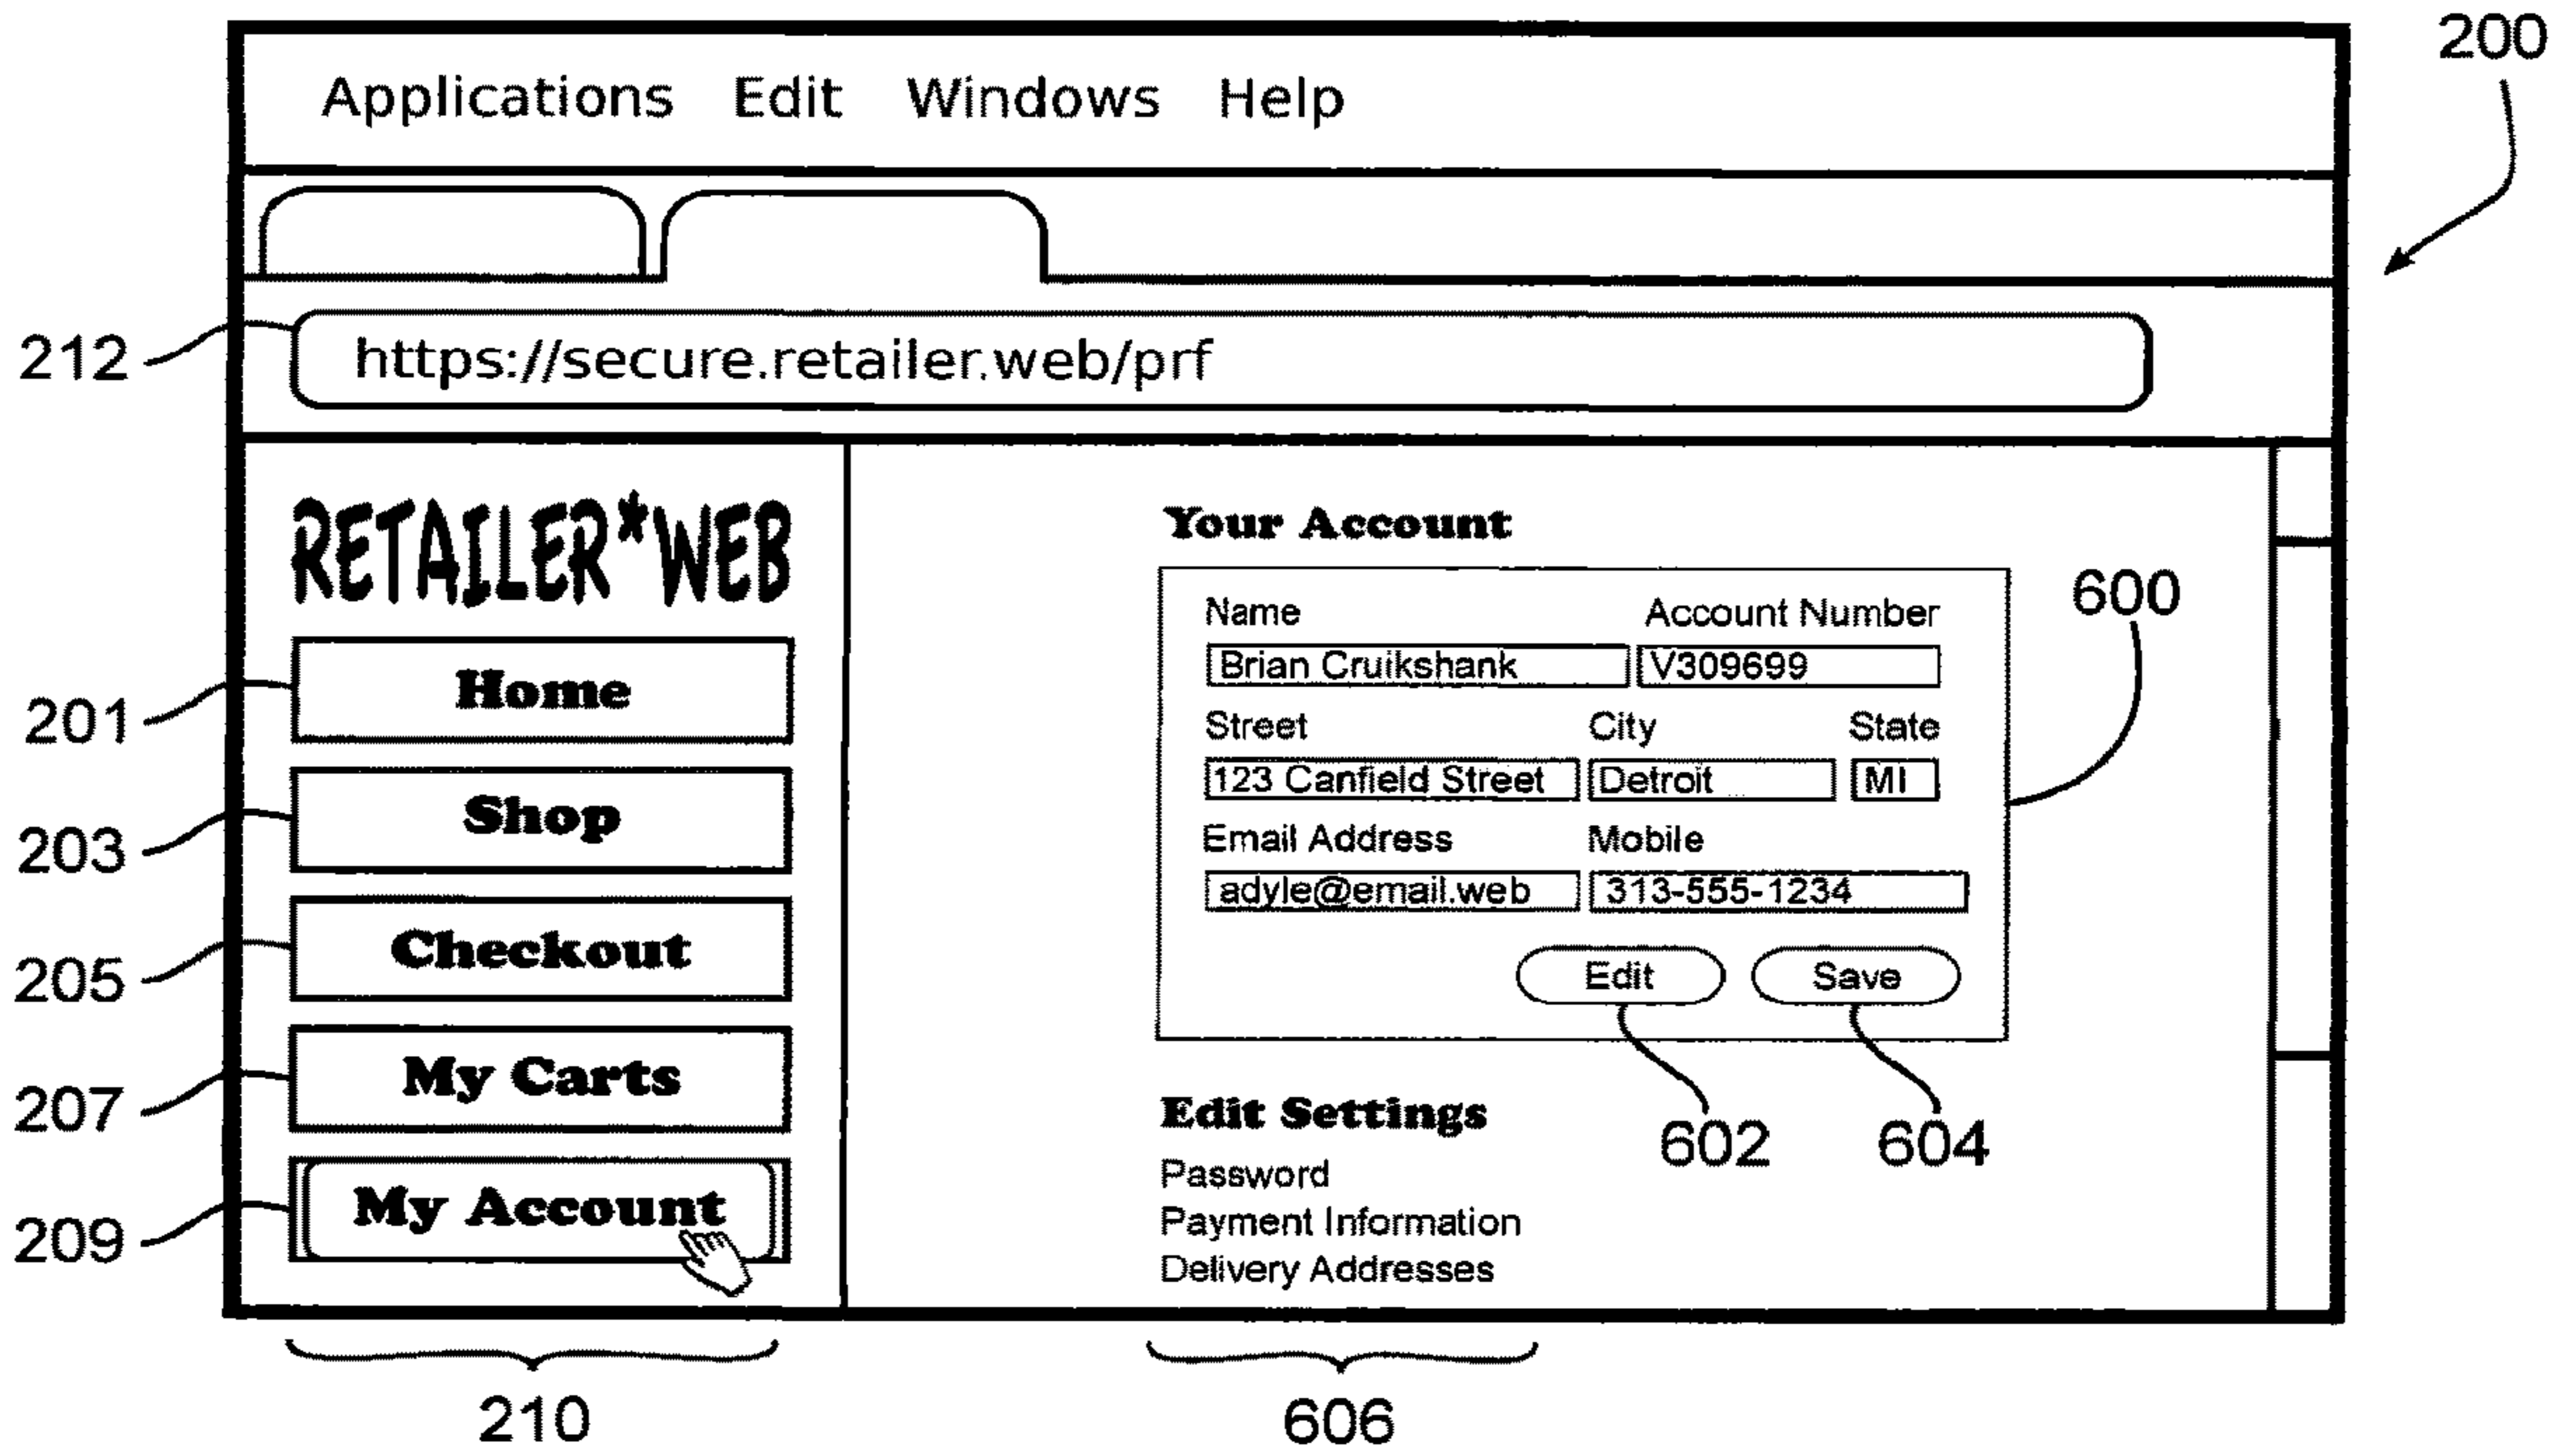 200
Applications Edit Windows Help
212
https://secure.retailer.web/prf
RETAILER*WEB
201
Home
203
Shop
205
Checkout
207
My Carts
209
My Account
210
Your Account
600
Name Account Number
Brian Cruikshank V309699
Street City State
123 Canfield Street Detroit MI
Email Address Mobile
adyle@email.web 313-555-1234
Edit Save
602 604
Edit Settings
Password
Payment Information
Delivery Addresses
606